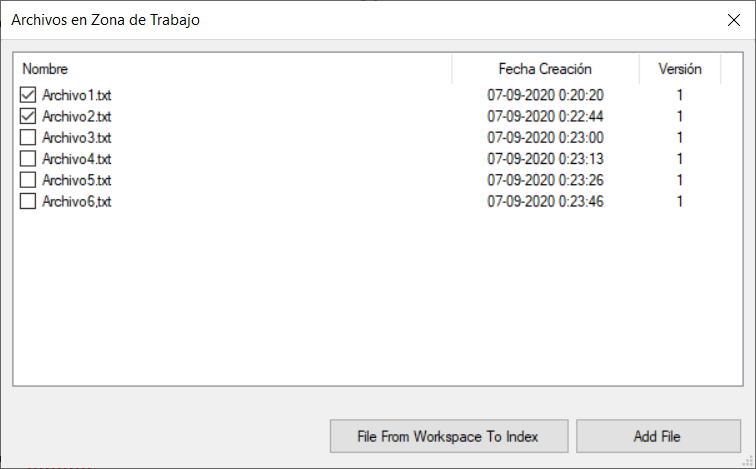 Archivos en Zona de Trabajo
Nombre Fecha Creación Versión
Archivo1.txt 07-09-2020 0:20:20 1
Archivo2.txt 07-09-2020 0:22:44 1
Archivo3.txt 07-09-2020 0:23:00 1
Archivo4.txt 07-09-2020 0:23:13 1
Archivo5.txt 07-09-2020 0:23:26 1
Archivo6,txt 07-09-2020 0:23:46 1
File From Workspace To Index Add File